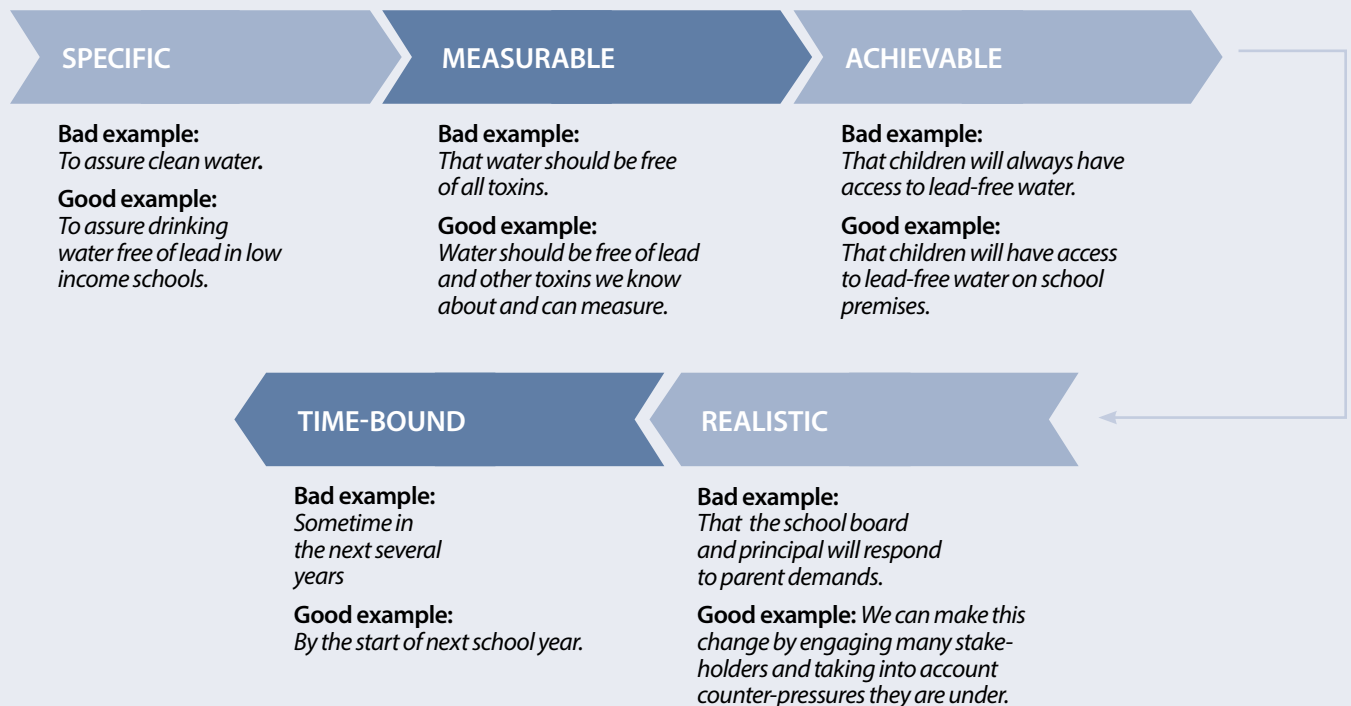 SPECIFIC
Bad example:
To assure clean water.
Good example:
To assure drinking
water free of lead in low
income schools.
MEASURABLE
Bad example:
That water should be free
of all toxins.
Good example:
Water should be free of lead
and other toxins we know
about and can measure.
ACHIEVABLE
Bad example:
That children will always have
access to lead-free water.
Good example:
That children will have access
to lead-free water on school
premises.
REALISTIC
Bad example:
That the school board
and principal will respond
to parent demands.
Good example: We can make this
change by engaging many stake-
holders and taking into account
counter-pressures they are under.
TIME-BOUND
Bad example:
Sometime in
the next several
years
Good example:
By the start of next school year.